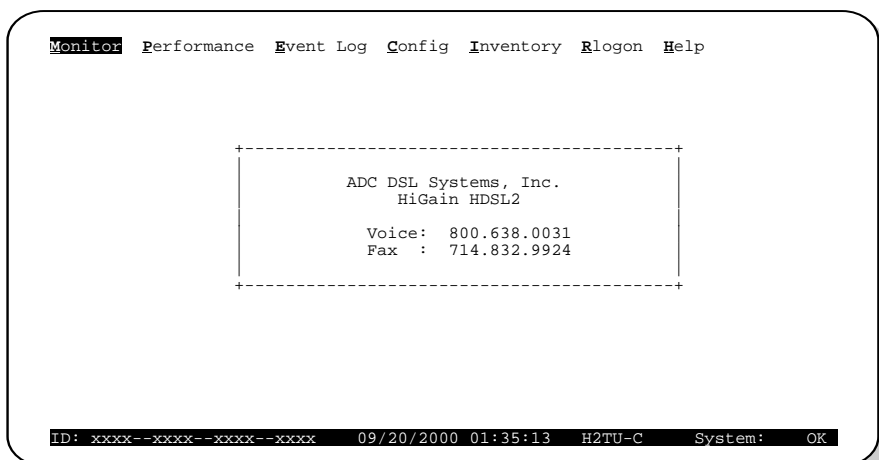 Monitor Performance Event Log Config Inventory Rlogon Help
ADC DSL Systems, Inc.
HiGain HDSL2
Voice: 800.638.0031
Fax : 714.832.9924
ID: xxxx--xxxx--xxxx--xxxx 09/20/2000 01:35:13 H2TU-C System: OK